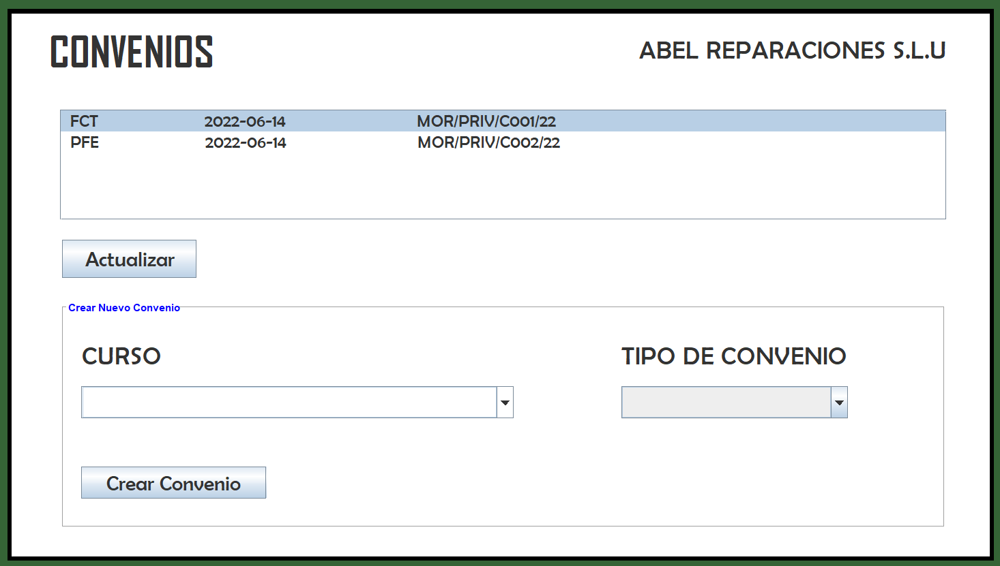 CONVENIOS
ABEL REPARACIONES S.L.U
FCT 2022-06-14 MOR/PRIV/C001/22
PFE 2022-06-14 MOR/PRIV/C002/22
Actualizar
Crear Nuevo Convenio
CURSO
TIPO DE CONVENIO
Crear Convenio